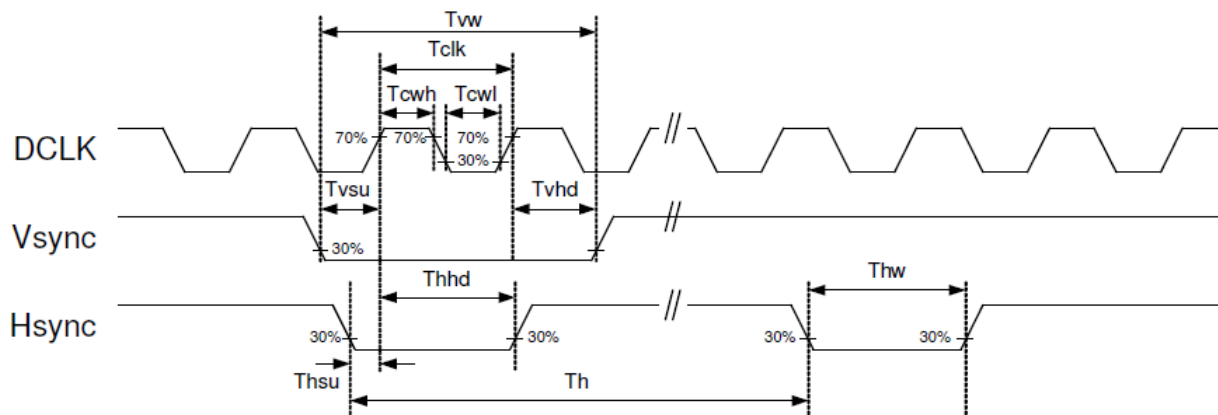 Tvw
Tclk
Tcwh Tcwl
DCLK 70% 70% 70%
30%
Tvsu Tvhd
Vsync 30%
Thhd Thw
Hsync 30% 30% 30% 30%
Thsu Th